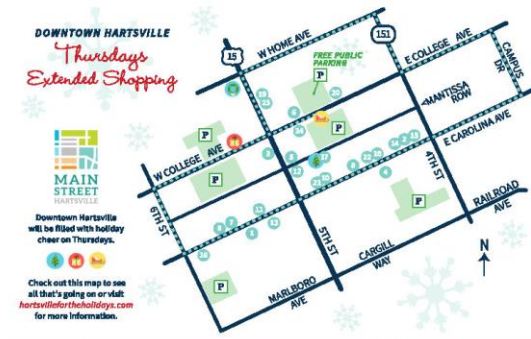 DOWNTOWN HARTSVILLE
Thursdays
Extended Shopping
MAIN
STREET
HARTSVILLE
Downtown Hartsville
will be filled with holiday
cheer on Thursdays.
Check out this map to see
all that's going on or visit
hartsvillefortheholidays.com
for more information.
15
W HOME AVE
151
FREE PUBLIC
PARKING
P
E COLLEGE AVE
CAMPUS
DR
MANTISSA
ROW
E CAROLINA AVE
P
P
W COLLEGE AVE
P
6TH ST
4TH ST
P
RAILROAD
AVE
5TH ST
CARGILL
WAY
P
MARLBORO
AVE
N